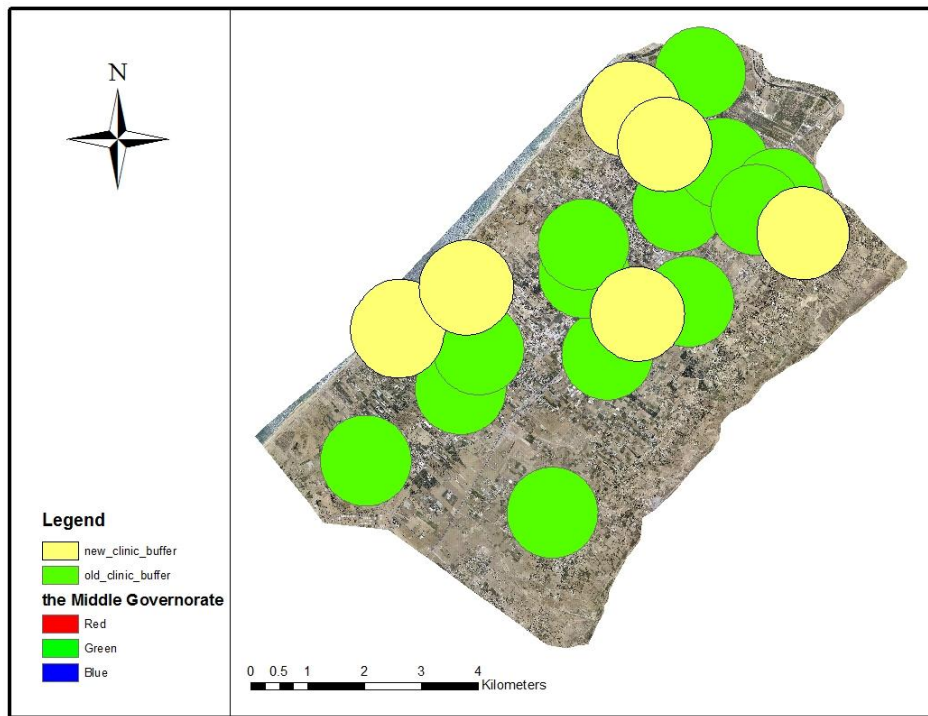 N
Legend
new_clinic_buffer
old_clinic_buffer
the Middle Governorate
Red
Green
Blue
0 0.5 1 2 3 4
Kilometers